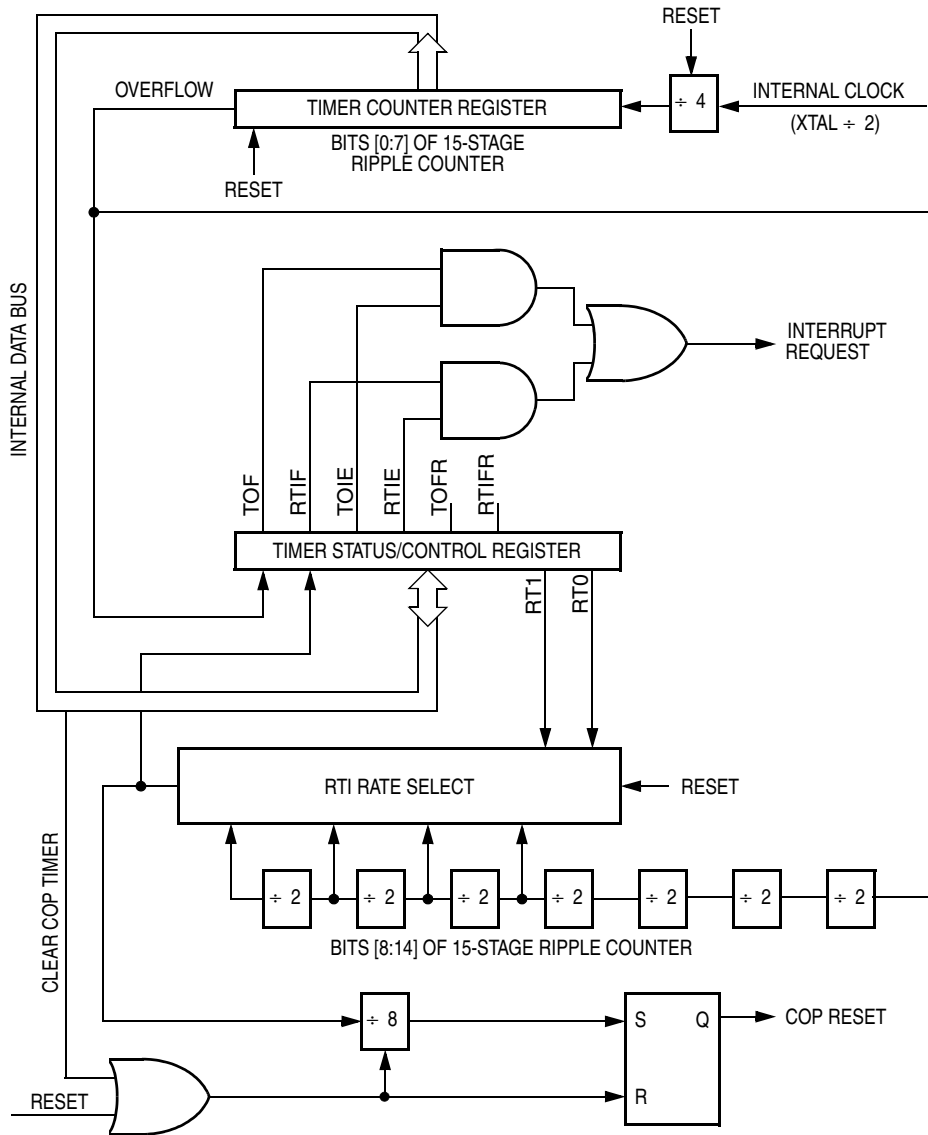 RESET
OVERFLOW
TIMER COUNTER REGISTER
÷ 4
INTERNAL CLOCK
(XTAL ÷ 2)
BITS [0:7] OF 15-STAGE
RIPPLE COUNTER
RESET
INTERNAL DATA BUS
INTERRUPT
REQUEST
TOF
RTIF
TOIE
RTIE
TOFR
RTIFR
TIMER STATUS/CONTROL REGISTER
RT1
RT0
RTI RATE SELECT
RESET
÷ 2
÷ 2
÷ 2
÷ 2
÷ 2
÷ 2
÷ 2
BITS [8:14] OF 15-STAGE RIPPLE COUNTER
CLEAR COP TIMER
÷ 8
S
Q
COP RESET
R
RESET